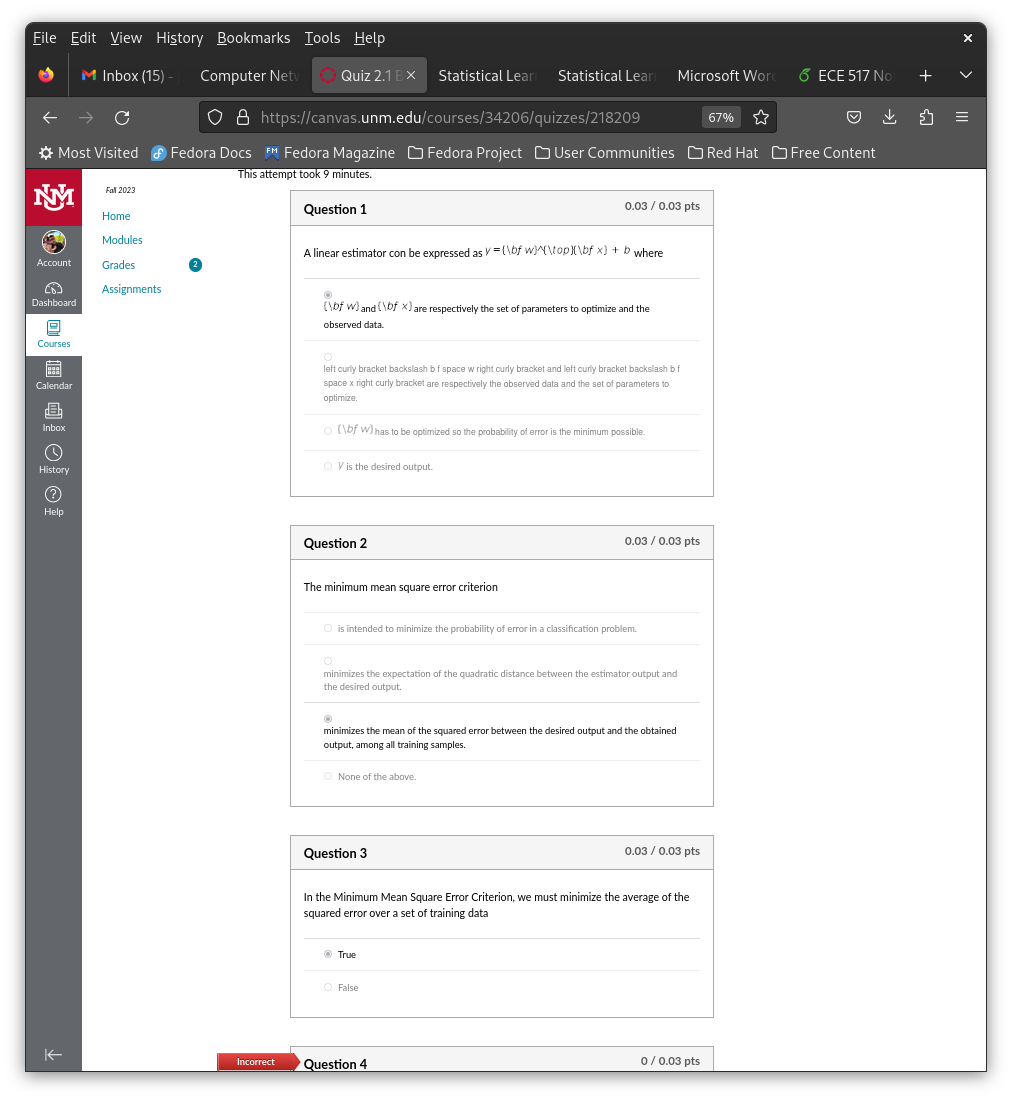 File Edit View History Bookmarks Tools Help
Inbox (15) - Computer Netw Quiz 2.1 B Statistical Lear Statistical Lear Microsoft Word ECE 517 No
https://canvas.unm.edu/courses/34206/quizzes/218209 67%
Most Visited Fedora Docs Fedora Magazine Fedora Project User Communities Red Hat Free Content
UNM
Account
Dashboard
Courses
Calendar
Inbox
History
Help
Fall 2023
Home
Modules
Grades 2
Assignments
This attempt took 9 minutes.
Question 1 0.03 / 0.03 pts
A linear estimator con be expressed as y ={\bf w}^{\top}{\bf x} + b where
{\bf w} and {\bf x} are respectively the set of parameters to optimize and the
observed data.
left curly bracket backslash b f space w right curly bracket and left curly bracket backslash b f
space x right curly bracket are respectively the observed data and the set of parameters to
optimize.
{\bf w} has to be optimized so the probability of error is the minimum possible.
y is the desired output.
Question 2 0.03 / 0.03 pts
The minimum mean square error criterion
is intended to minimize the probability of error in a classification problem.
minimizes the expectation of the quadratic distance between the estimator output and
the desired output.
minimizes the mean of the squared error between the desired output and the obtained
output, among all training samples.
None of the above.
Question 3 0.03 / 0.03 pts
In the Minimum Mean Square Error Criterion, we must minimize the average of the
squared error over a set of training data
True
False
Incorrect Question 4 0 / 0.03 pts